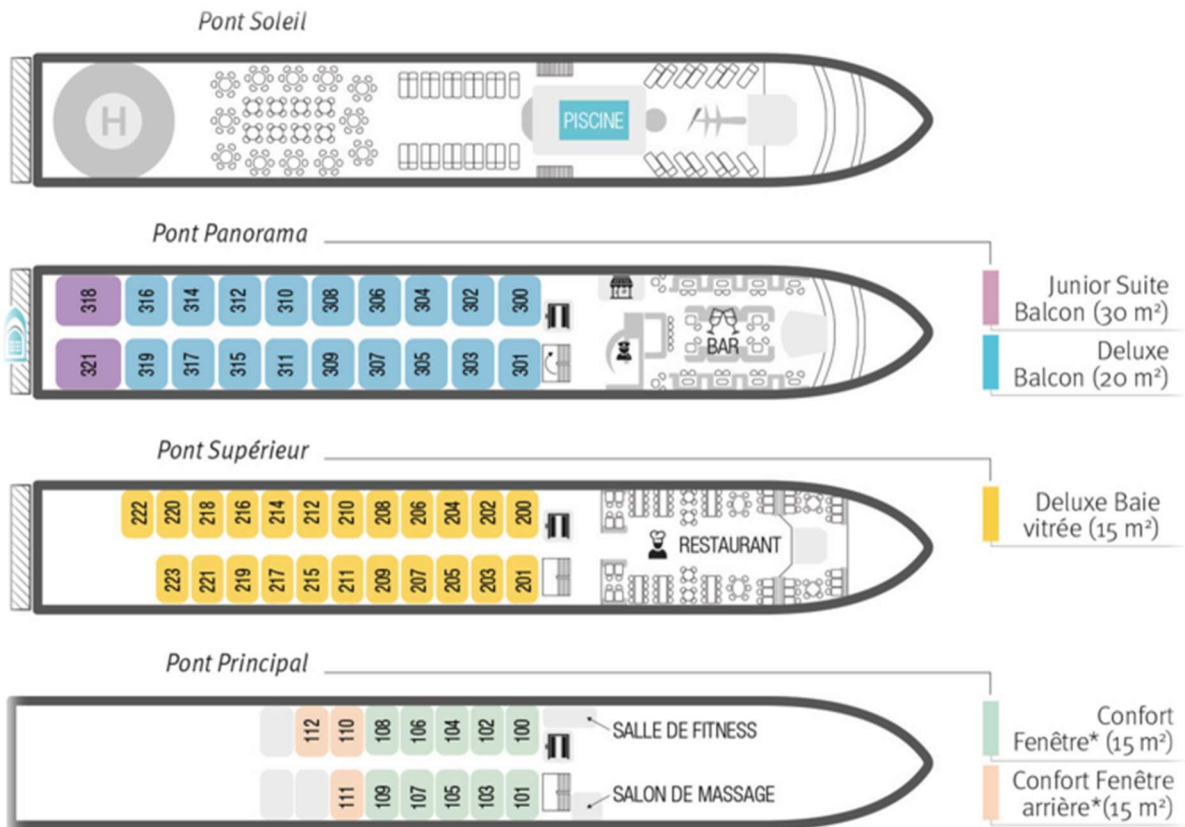 Pont Soleil
H
PISCINE
Pont Panorama
318 316 314 312 310 308 306 304 302 300
321 319 317 315 311 309 307 305 303 301
BAR
Junior Suite
Balcon (30 m²)
Deluxe
Balcon (20 m²)
Pont Supérieur
222 220 218 216 214 212 210 208 206 204 202 200
223 221 219 217 215 211 209 207 205 203 201
RESTAURANT
Deluxe Baie
vitrée (15 m²)
Pont Principal
112 110 108 106 104 102 100
111 109 107 105 103 101
SALLE DE FITNESS
SALON DE MASSAGE
Confort
Fenêtre* (15 m²)
Confort Fenêtre
arrière*(15 m²)